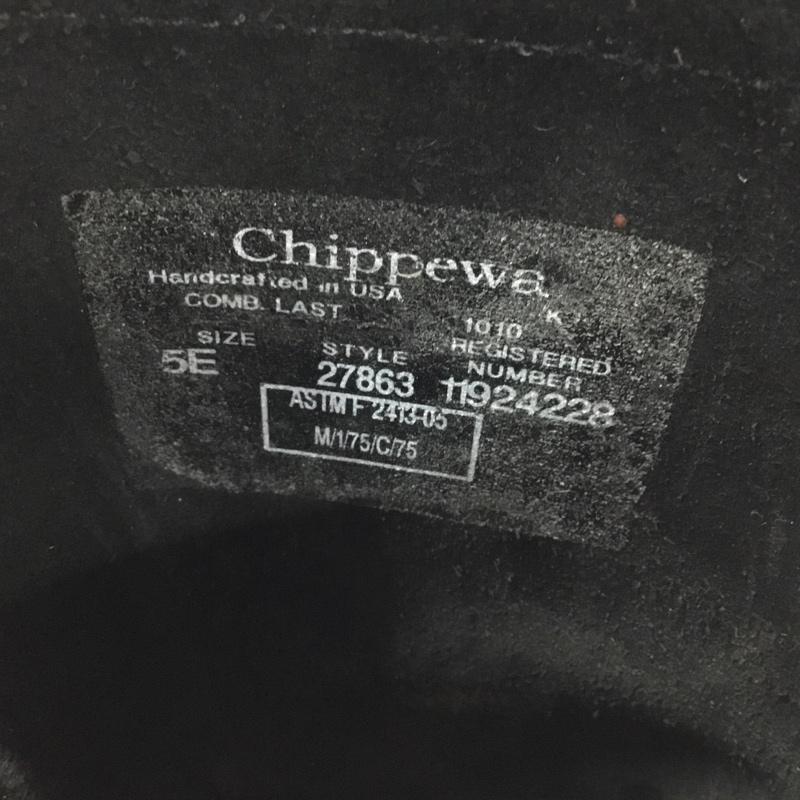 Chippewa
Handcrafted in USA
COMB. LAST 1010 K
SIZE STYLE REGISTERED NUMBER
5E 27863 11924228
ASTM F 2413-05
M/1/75/C/75